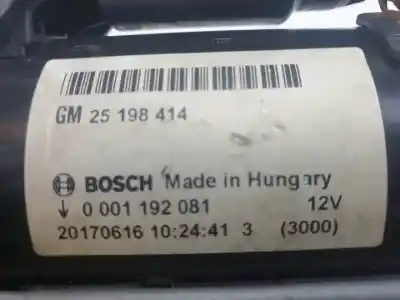 GM 25 198 414
BOSCH Made in Hungary
↓ 0 001 192 081 12V
20170616 10:24:41 3 (3000)